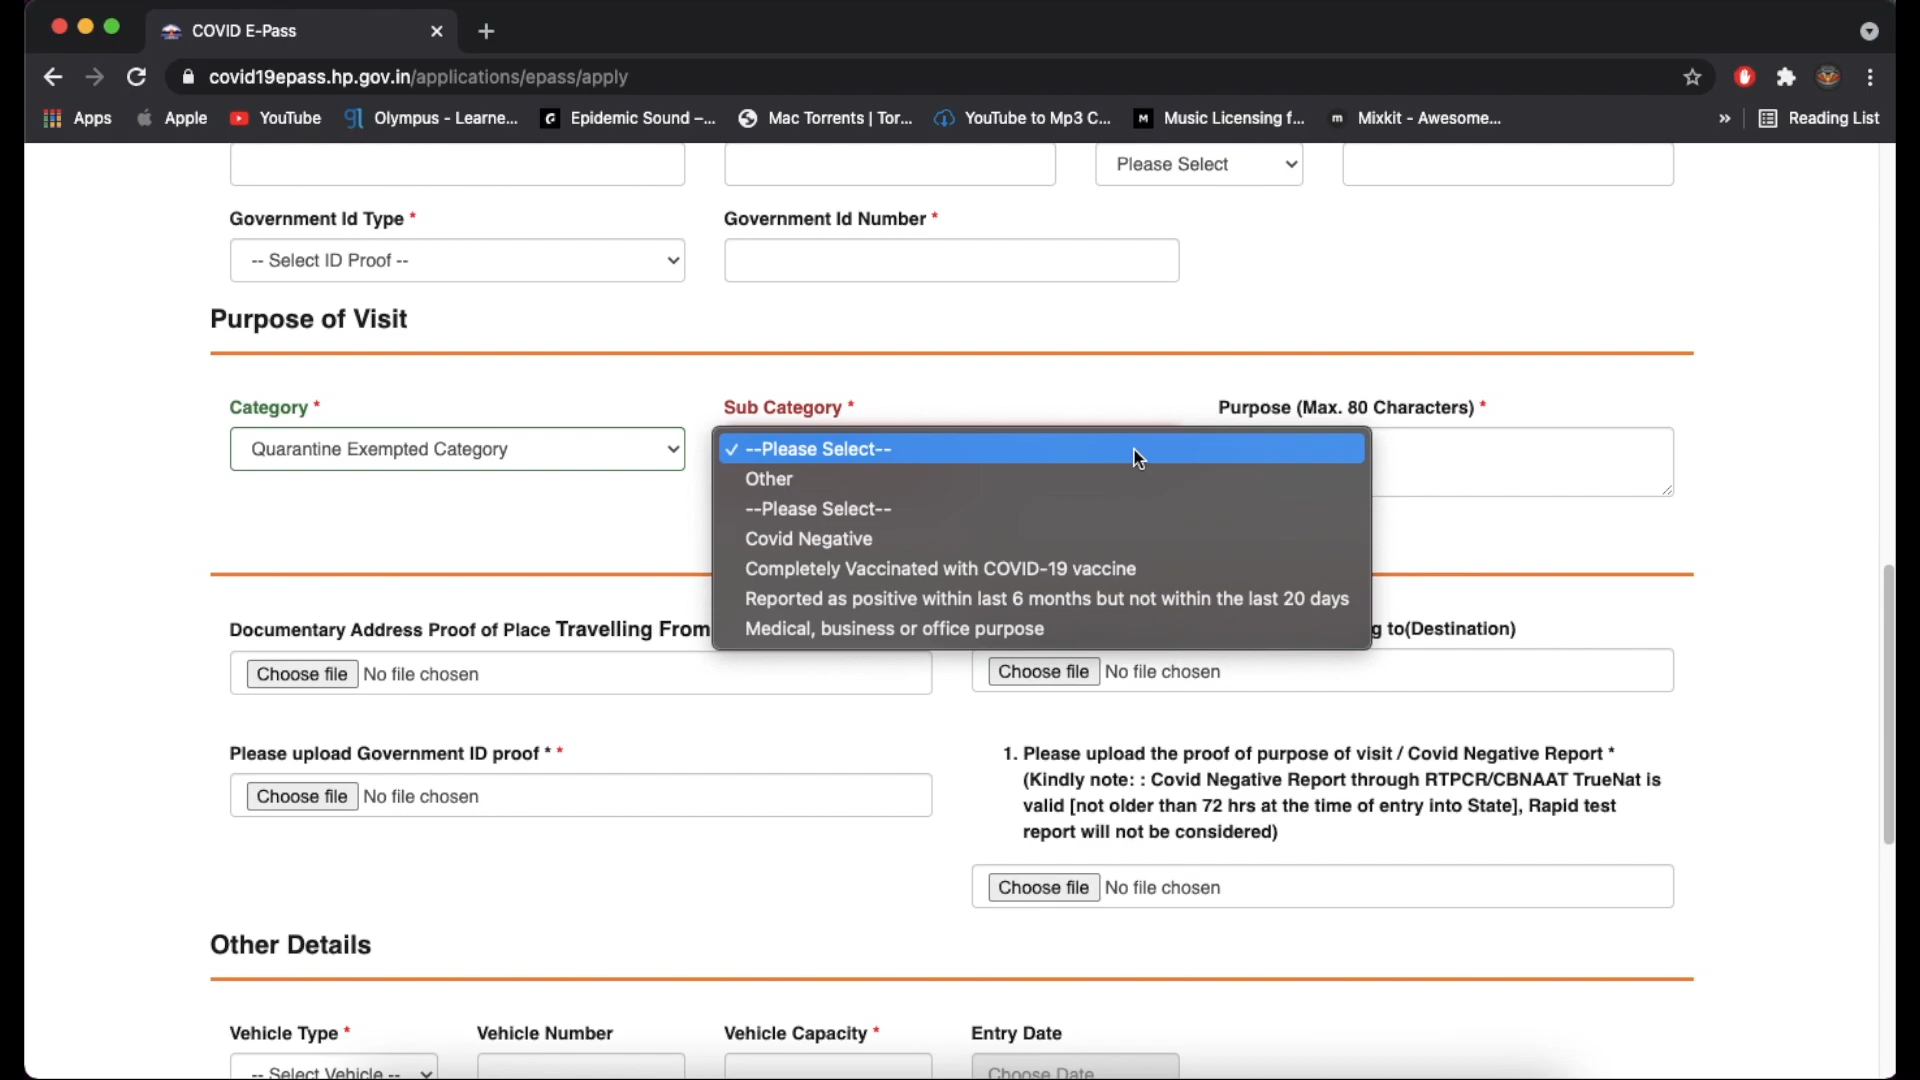 COVID E-Pass
covid19epass.hp.gov.in/applications/epass/apply
Apps
Apple
YouTube
gl Olympus - Learne...
Epidemic Sound –...
Mac Torrents | Tor...
YouTube to Mp3 C...
M Music Licensing f...
m Mixkit - Awesome...
»
Reading List
Please Select
Government Id Type *
Government Id Number *
-- Select ID Proof --
Purpose of Visit
Category *
Sub Category *
Purpose (Max. 80 Characters) *
Quarantine Exempted Category
✓ --Please Select--
Other
--Please Select--
Covid Negative
Completely Vaccinated with COVID-19 vaccine
Reported as positive within last 6 months but not within the last 20 days
Medical, business or office purpose
Documentary Address Proof of Place Travelling From
g to(Destination)
Choose file No file chosen
Choose file No file chosen
Please upload Government ID proof * *
Choose file No file chosen
1. Please upload the proof of purpose of visit / Covid Negative Report *
(Kindly note: : Covid Negative Report through RTPCR/CBNAAT TrueNat is
valid [not older than 72 hrs at the time of entry into State], Rapid test
report will not be considered)
Choose file No file chosen
Other Details
Vehicle Type *
Vehicle Number
Vehicle Capacity *
Entry Date
-- Select Vehicle --
Choose Date